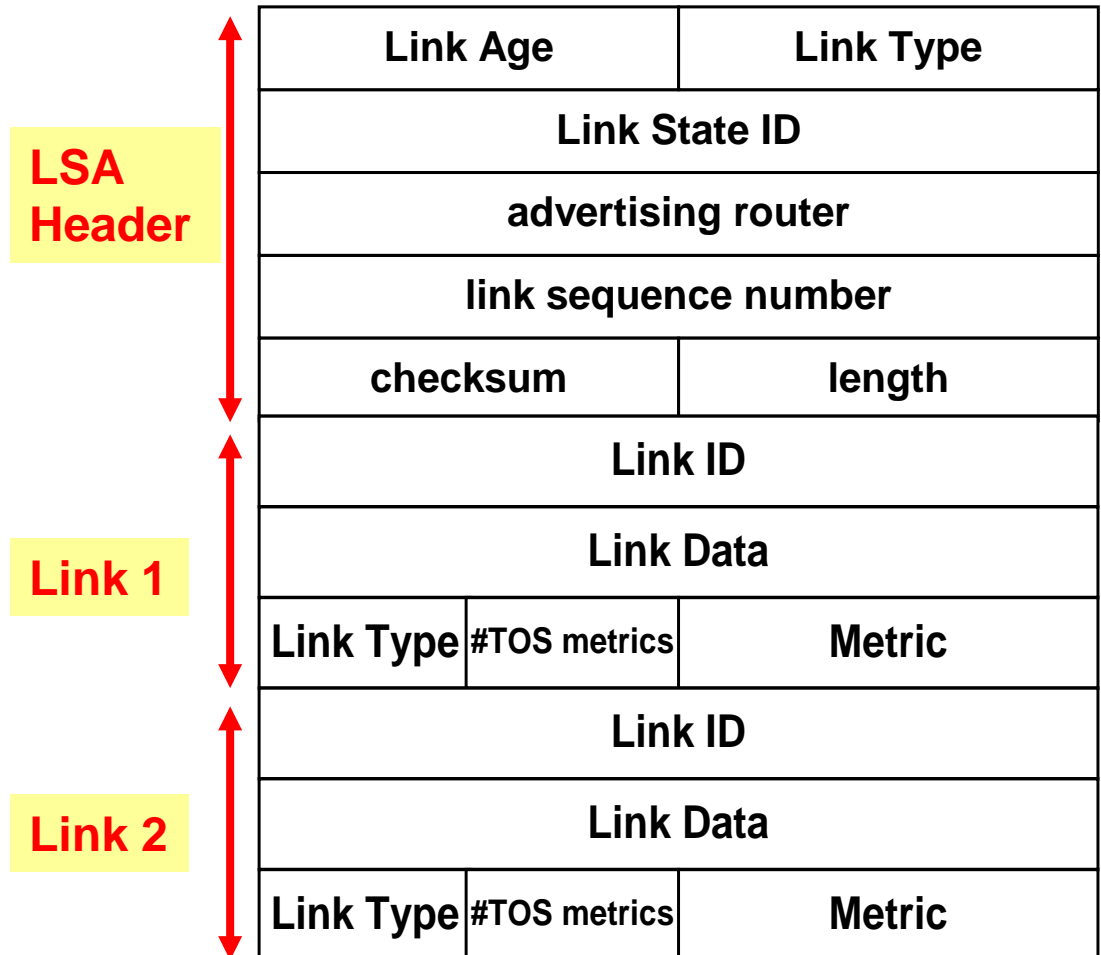 Link Age Link Type
Link State ID
LSA
Header
advertising router
link sequence number
checksum length
Link ID
Link Data
Link 1
Link Type #TOS metrics Metric
Link ID
Link Data
Link 2
Link Type #TOS metrics Metric